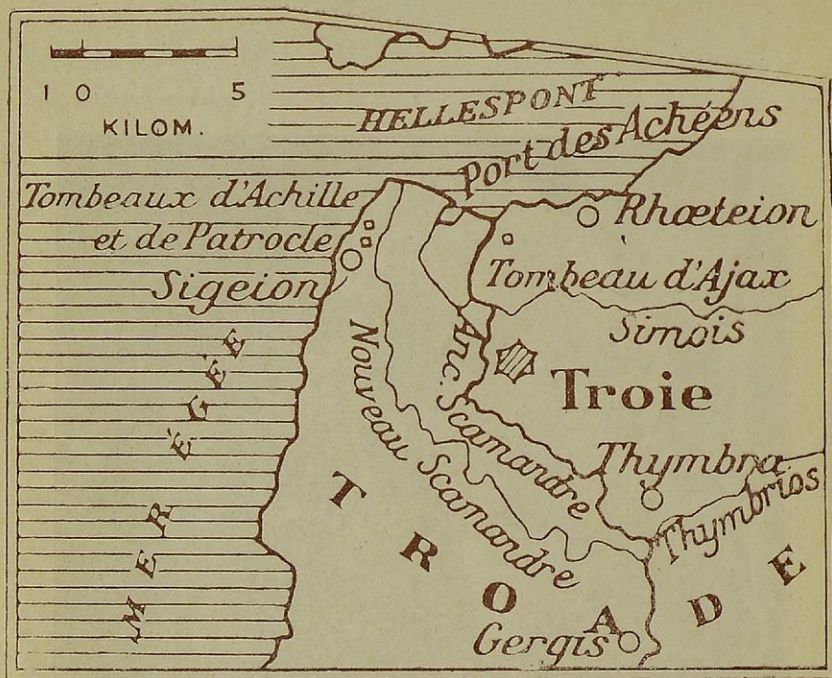 1 0 5
KILOM.
HELLESPONT
Port des Achéens
Tombeaux d'Achille
et de Patrocle
Sigeion
Rhœteion
Tombeau d'Ajax
Simois
MER ÉGÉE
Nouveau Scamandre
Anc. Scamandre
Troie
Thymbra
Thymbrios
TROADE
Gergis